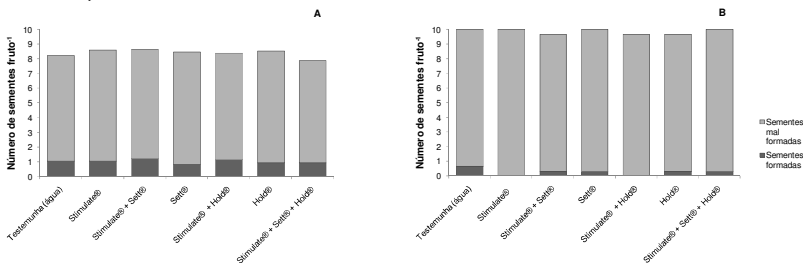 A
Número de sementes fruto⁻¹
10
9
8
7
6
5
4
3
2
1
0
Testemunha (água)
Stimulate®
Stimulate® + Sett®
Sett®
Stimulate® + Hold®
Hold®
Stimulate® + Sett® + Hold®
B
Número de sementes fruto⁻¹
10
9
8
7
6
5
4
3
2
1
0
Testemunha (água)
Stimulate®
Stimulate® + Sett®
Sett®
Stimulate® + Hold®
Hold®
Stimulate® + Sett® + Hold®
Sementes
mal
formadas
Sementes
formadas